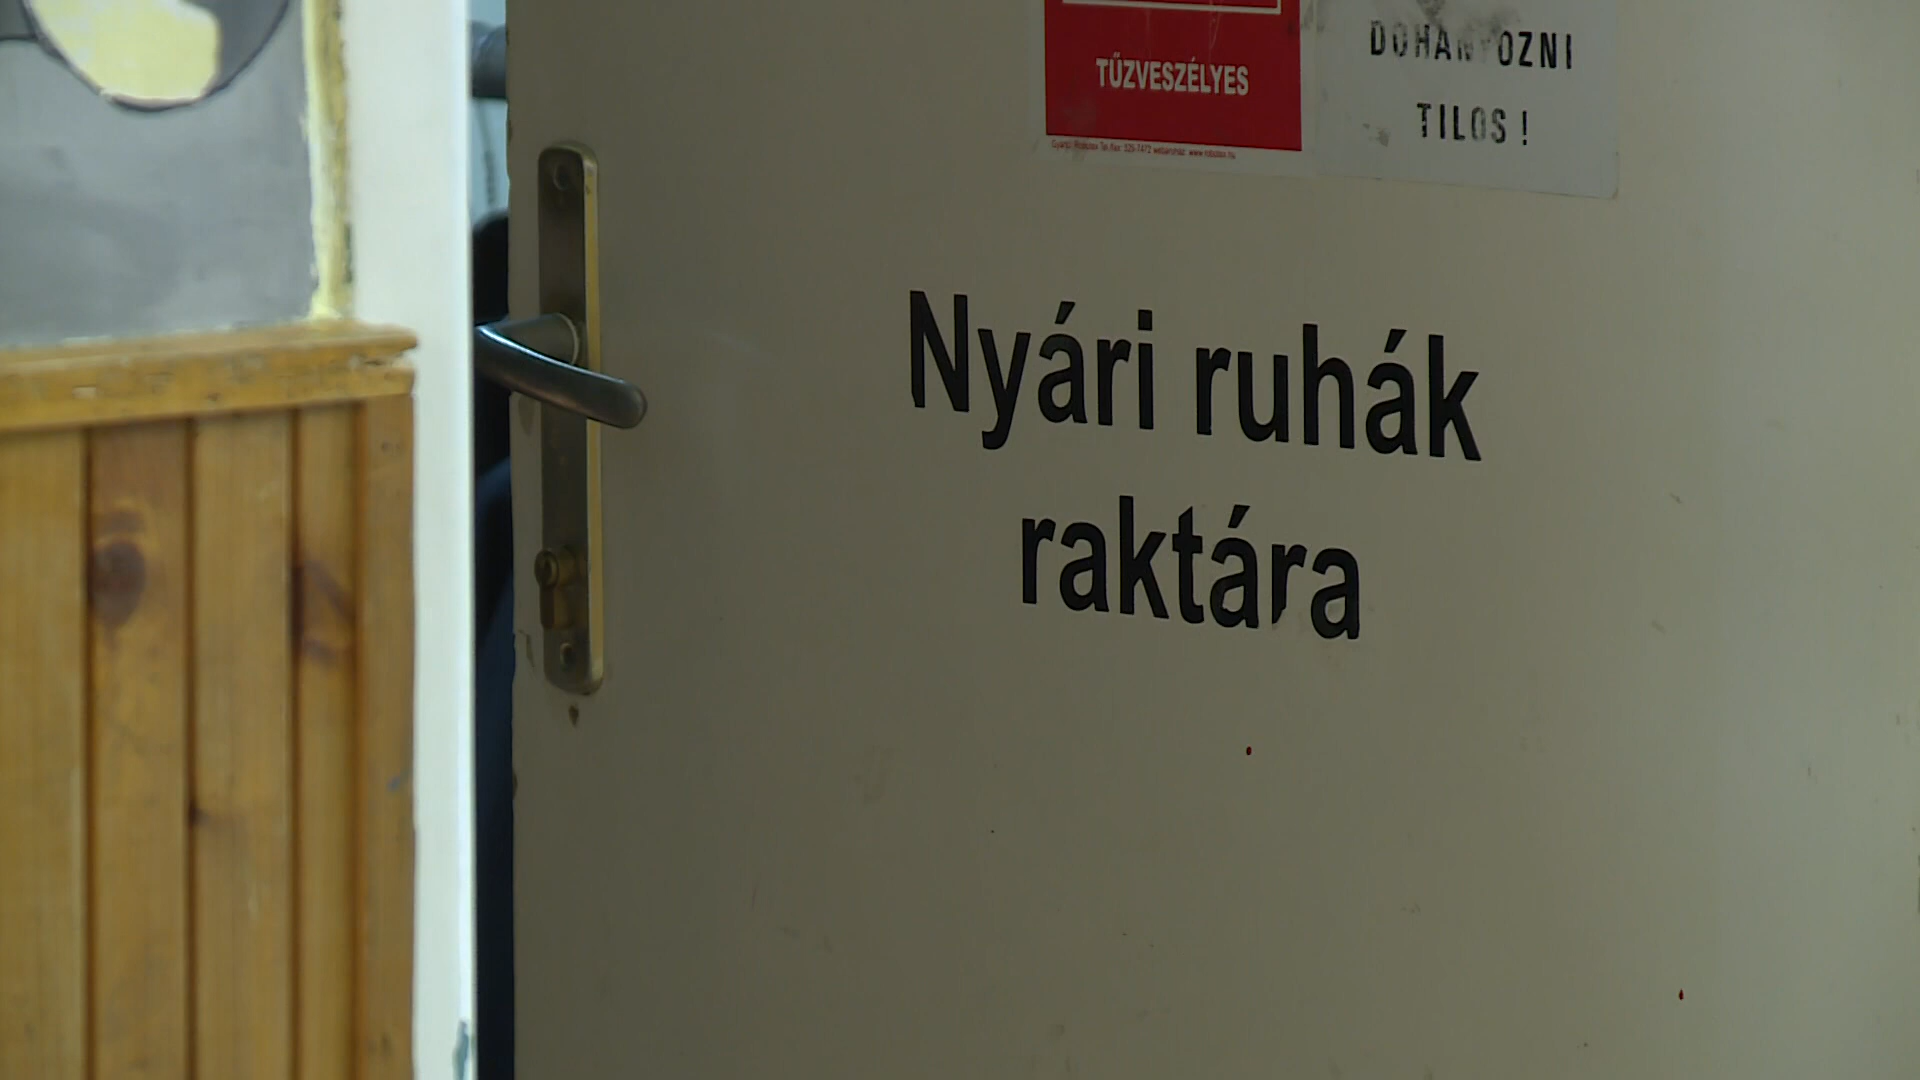 TŰZVESZÉLYES
DOHÁNYOZNI
TILOS !
Nyári ruhák
raktára